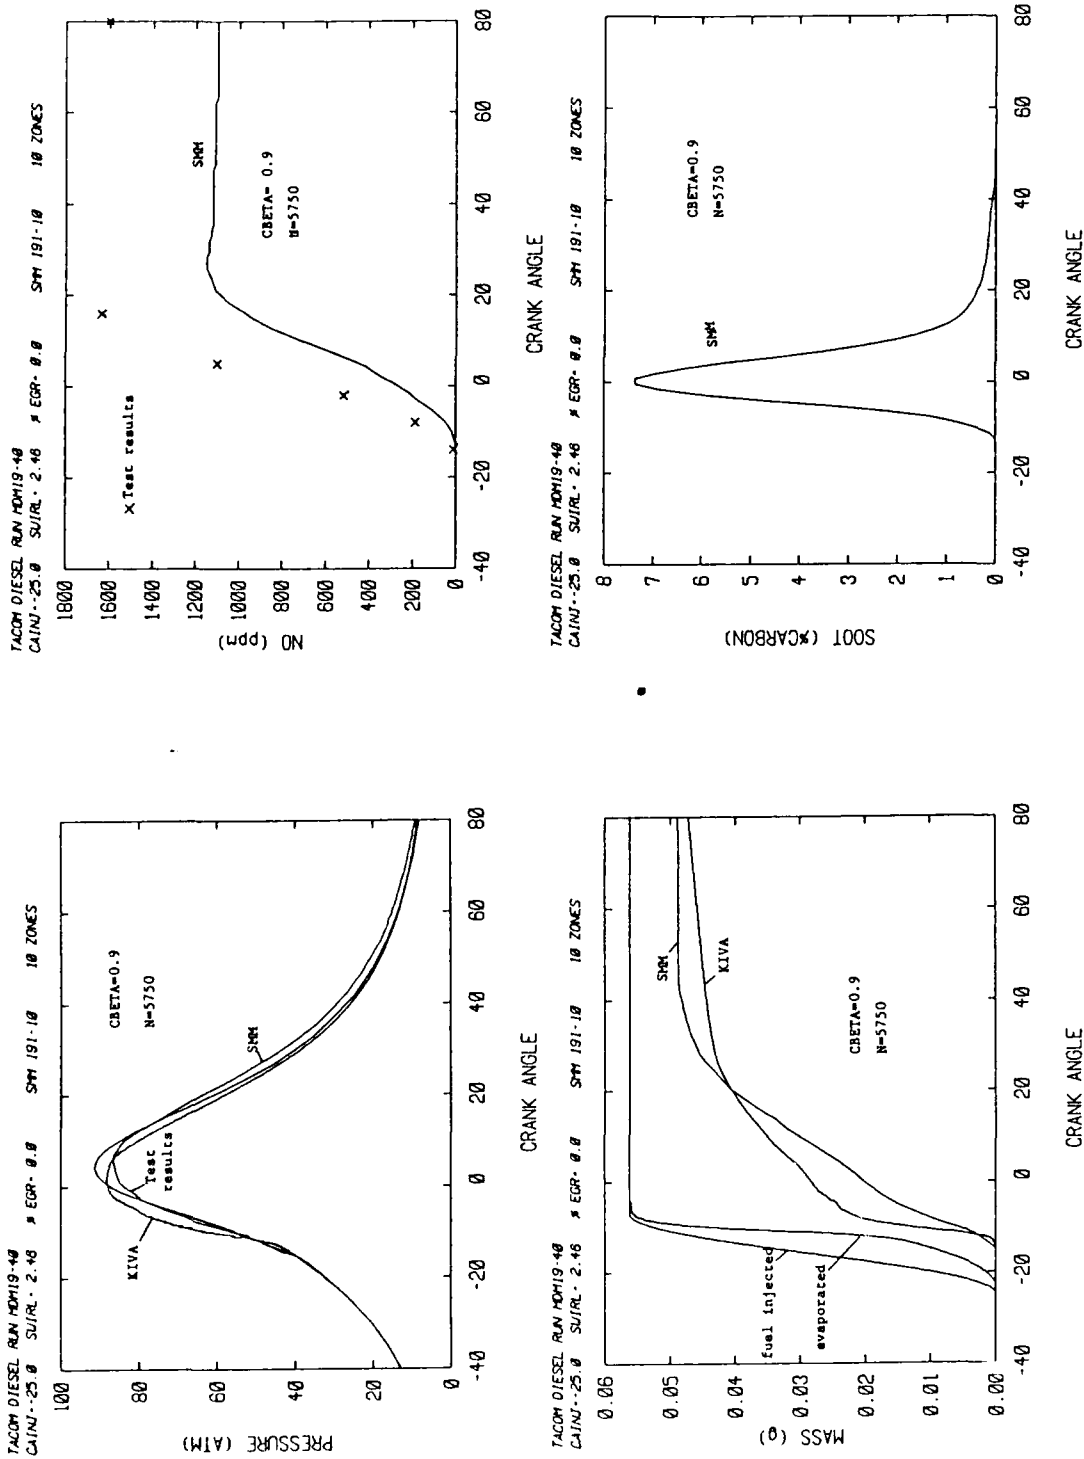 TACOM DIESEL RUN MDM19-40
CAINJ=-25.0 SWIRL= 2.48 % EGR= 0.0 SMM 191-10 10 ZONES
PRESSURE (ATM)
100
80
60
40
20
0
KIVA
Test
results
SMM
CBETA=0.9
N=5750
-40 -20 0 20 40 60 80
CRANK ANGLE
TACOM DIESEL RUN MDM19-40
CAINJ=-25.0 SWIRL= 2.48 % EGR= 0.0 SMM 191-10 10 ZONES
NO (ppm)
1800
1600
1400
1200
1000
800
600
400
200
0
×Test results
SMM
CBETA= 0.9
N=5750
-40 -20 0 20 40 60 80
CRANK ANGLE
TACOM DIESEL RUN MDM19-40
CAINJ=-25.0 SWIRL= 2.48 % EGR= 0.0 SMM 191-10 10 ZONES
MASS (g)
0.06
0.05
0.04
0.03
0.02
0.01
0.00
fuel injected
evaporated
SMM
KIVA
CBETA=0.9
N=5750
-40 -20 0 20 40 60 80
CRANK ANGLE
TACOM DIESEL RUN MDM19-40
CAINJ=-25.0 SWIRL= 2.48 % EGR= 0.0 SMM 191-10 10 ZONES
SOOT (%CARBON)
8
7
6
5
4
3
2
1
0
SMM
CBETA=0.9
N=5750
-40 -20 0 20 40 60 80
CRANK ANGLE